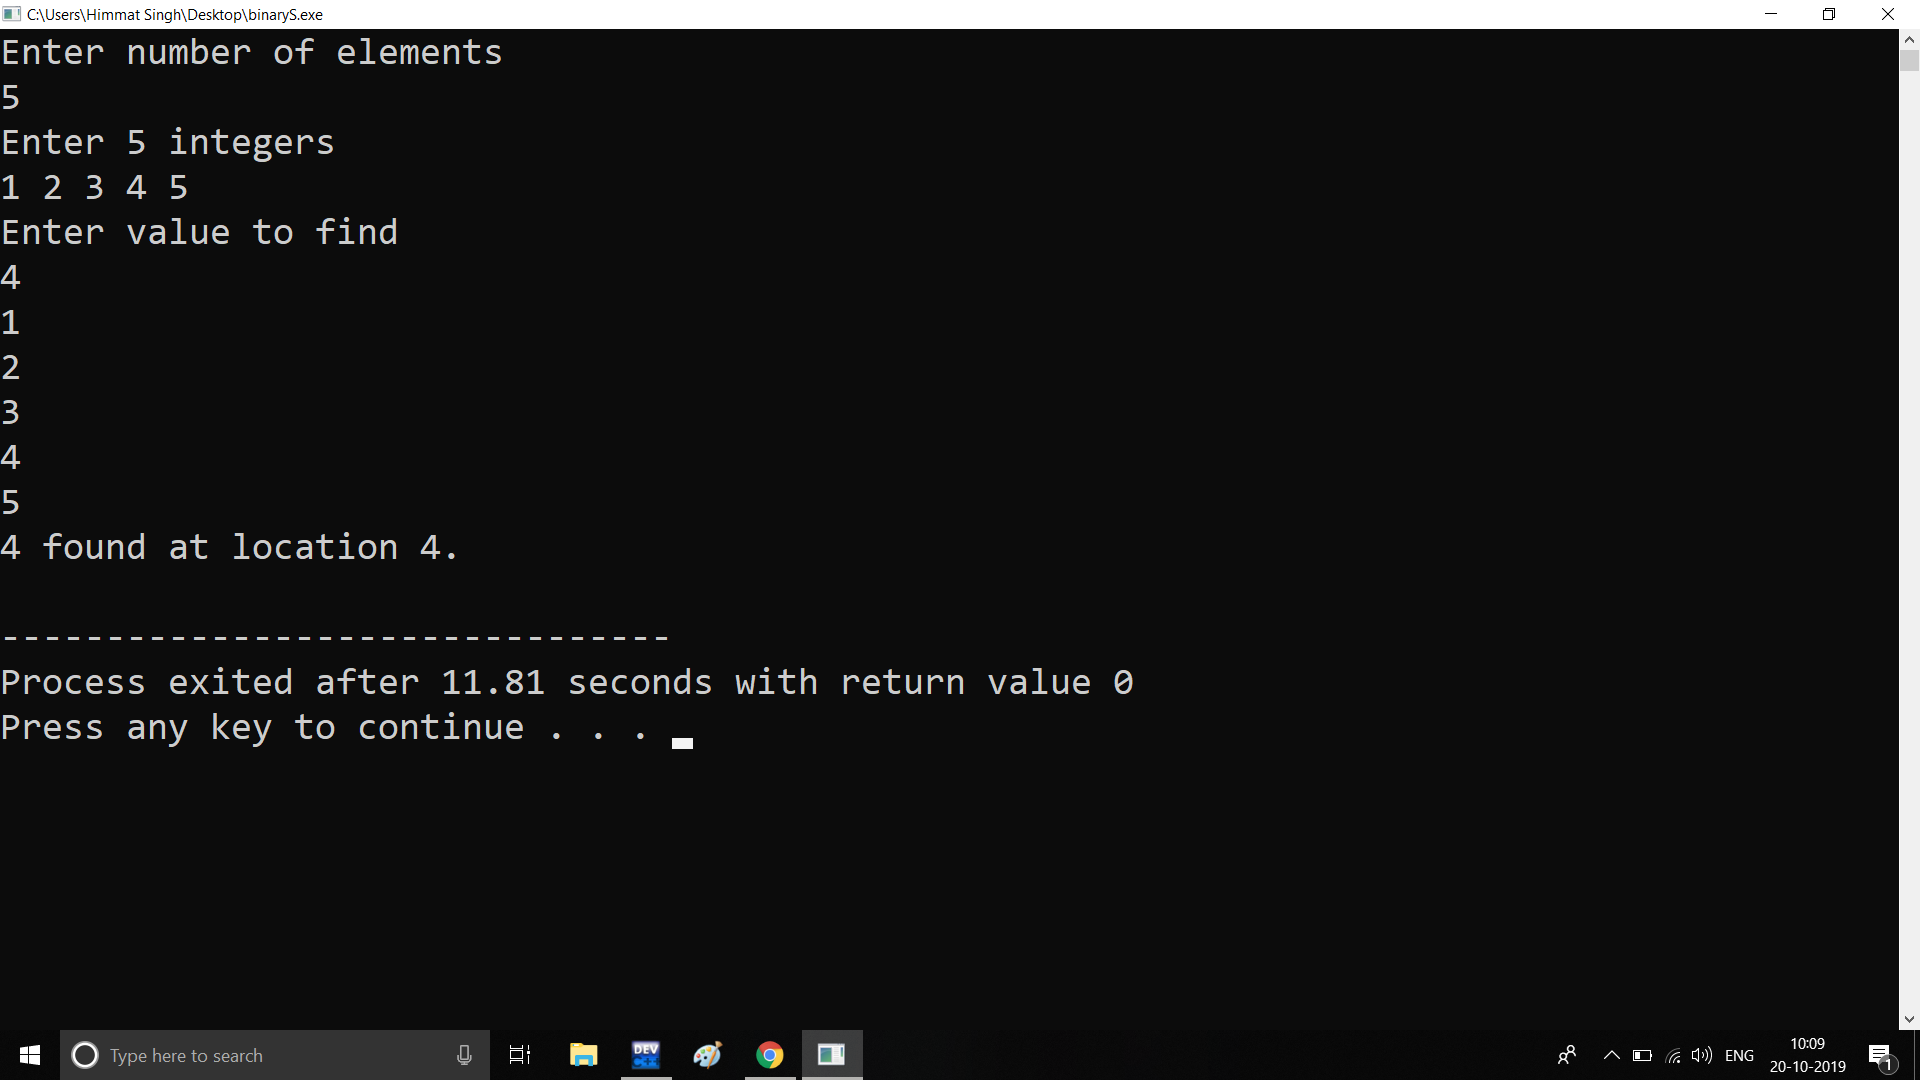 C:\Users\Himmat Singh\Desktop\binaryS.exe
Enter number of elements
5
Enter 5 integers
1 2 3 4 5
Enter value to find
4
1
2
3
4
5
4 found at location 4.
--------------------------------
Process exited after 11.81 seconds with return value 0
Press any key to continue . . .
Type here to search
DEV
C++
ENG
10:09
20-10-2019
1